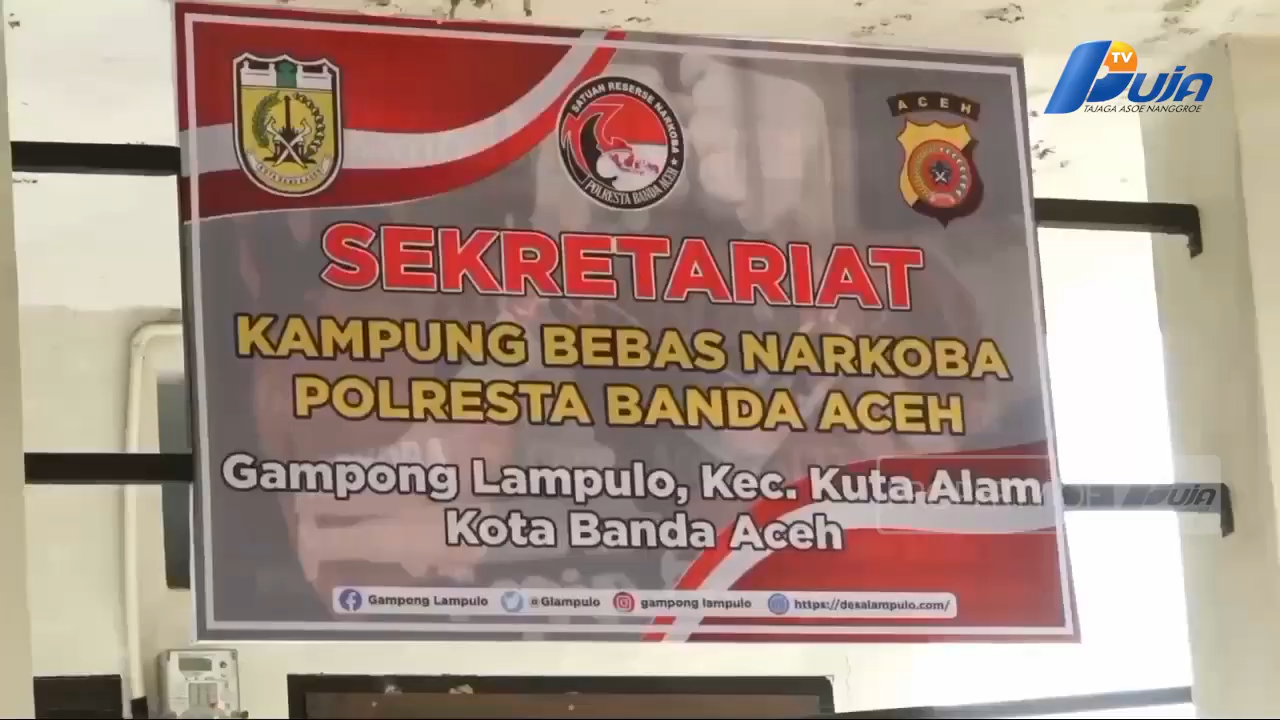 TV
Puja
TAJAGA ASOE NANGGROE
SATUAN RESERSE NARKOBA
POLRESTA BANDA ACEH
ACEH
SEKRETARIAT
KAMPUNG BEBAS NARKOBA
POLRESTA BANDA ACEH
Gampong Lampulo, Kec. Kuta Alam
Kota Banda Aceh
Gampong Lampulo @Glampulo gampong lampulo https://desalampulo.com/